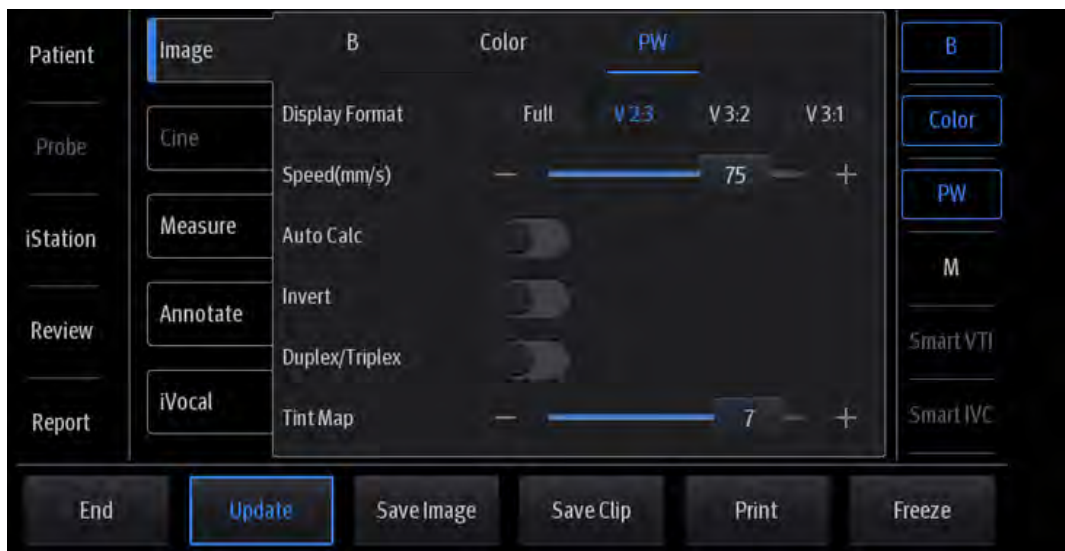 Patient
Probe
iStation
Review
Report
Image
Cine
Measure
Annotate
iVocal
B Color PW
Display Format Full V 2:3 V 3:2 V 3:1
Speed(mm/s) − 75 +
Auto Calc
Invert
Duplex/Triplex
Tint Map − 7 +
B
Color
PW
M
Smart VTI
Smart IVC
End Update Save Image Save Clip Print Freeze